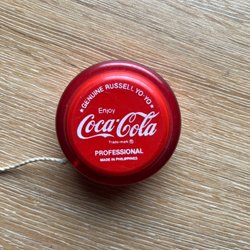 GENUINE RUSSELL YO-YO
Enjoy
Coca-Cola
Trade-mark ®
PROFESSIONAL
MADE IN PHILIPPINES